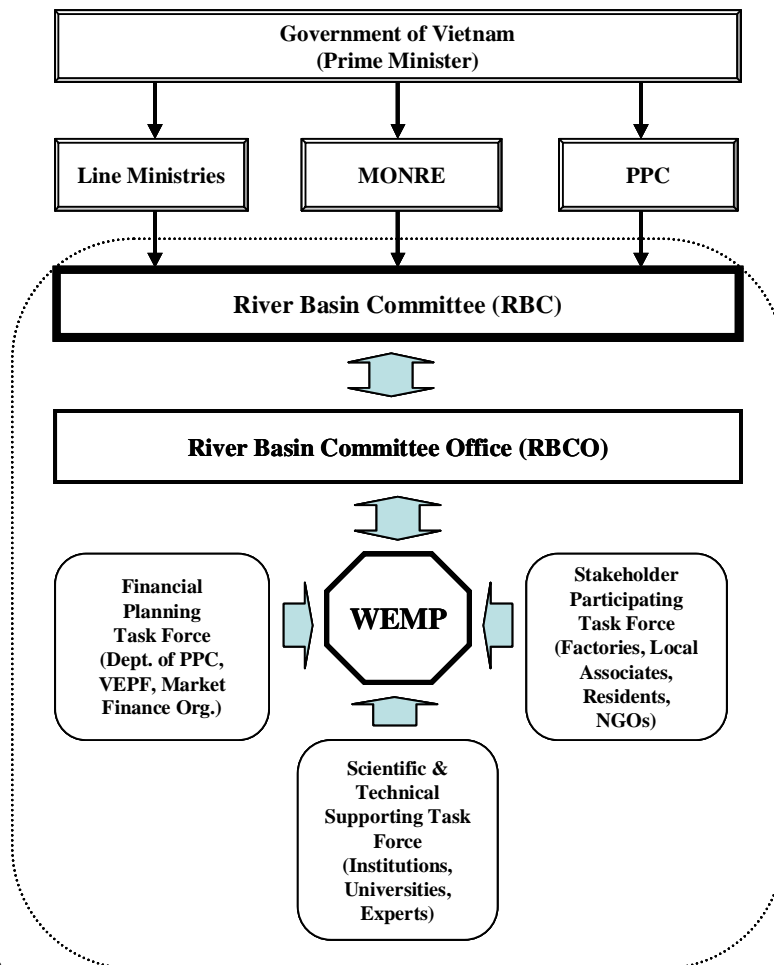 Government of Vietnam
(Prime Minister)
Line Ministries
MONRE
PPC
River Basin Committee (RBC)
River Basin Committee Office (RBCO)
Financial
Planning
Task Force
(Dept. of PPC,
VEPF, Market
Finance Org.)
WEMP
Stakeholder
Participating
Task Force
(Factories, Local
Associates,
Residents,
NGOs)
Scientific &
Technical
Supporting Task
Force
(Institutions,
Universities,
Experts)